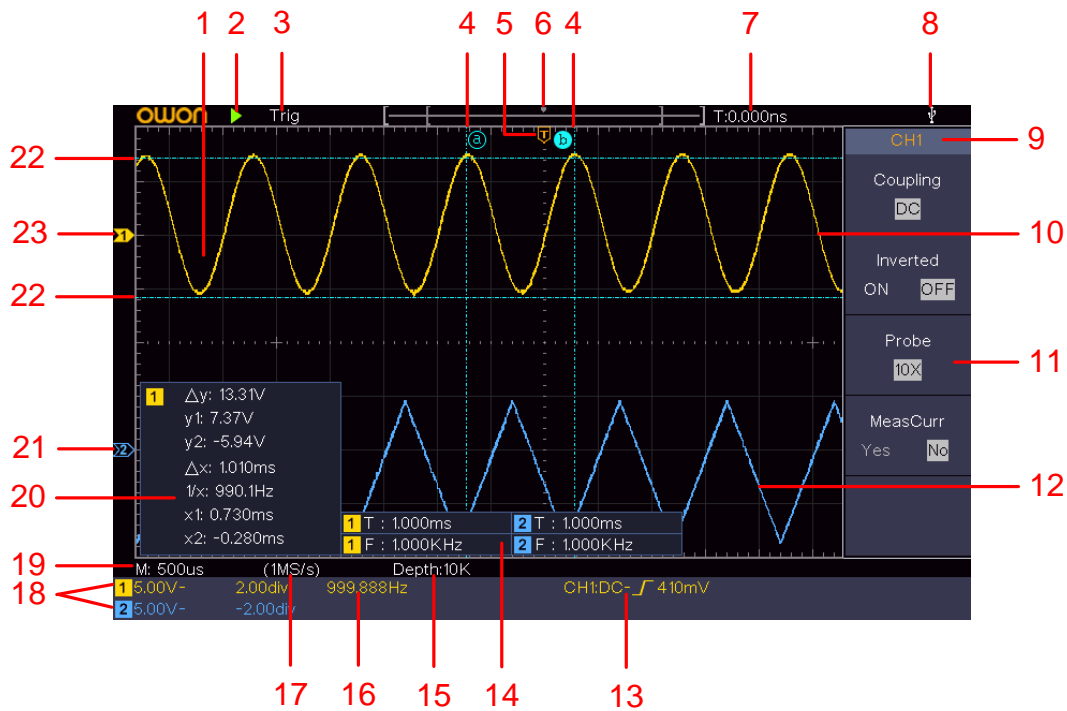 1 2 3 4 5 6 4 7 8
owon Trig T:0.000ns
a T b
22 CH1 9
Coupling
DC
23 1 10
Inverted
ON OFF
22
Probe
10X
11
1 △y: 13.31V
y1: 7.37V
y2: -5.94V
△x: 1.010ms
1/x: 990.1Hz
x1: 0.730ms
x2: -0.280ms
MeasCurr
Yes No
21 2
20 12
1 T : 1.000ms 2 T : 1.000ms
1 F : 1.000KHz 2 F : 1.000KHz
19 M: 500us (1MS/s) Depth:10K
18 1 5.00V- 2.00div 999.888Hz CH1:DC- 410mV
2 5.00V- -2.00div
17 16 15 14 13